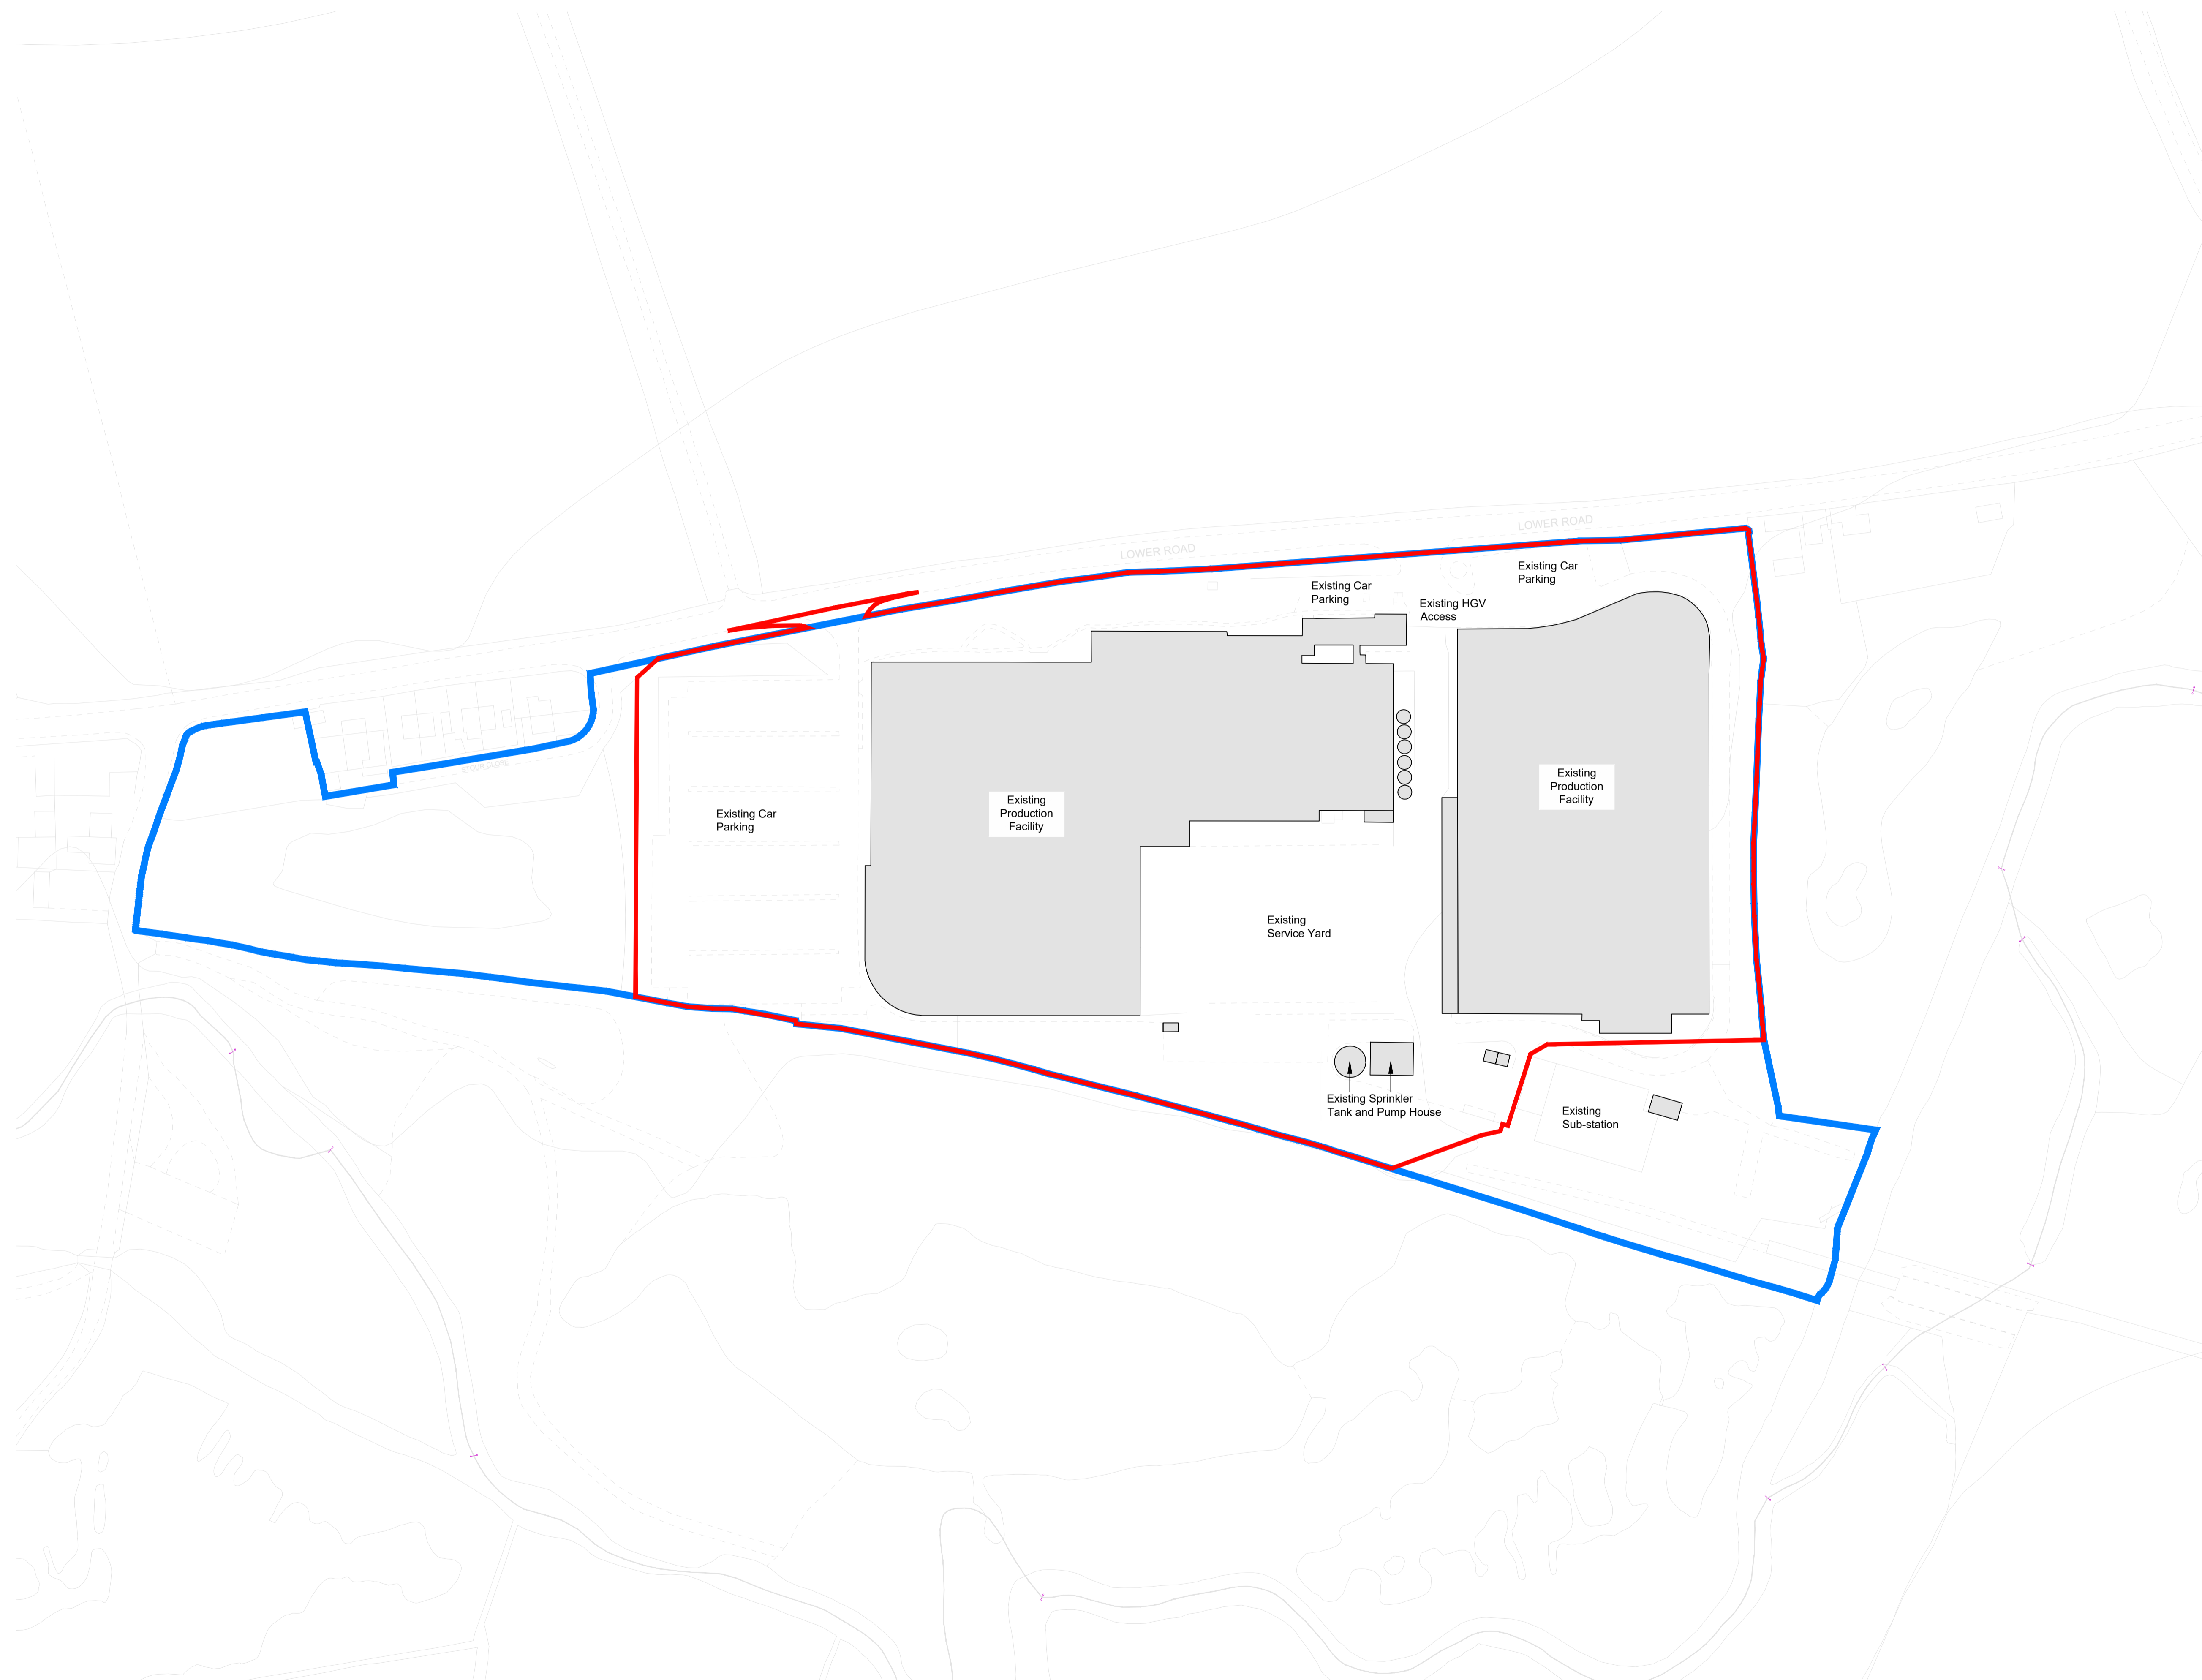 LOWER ROAD
LOWER ROAD
Existing Car
Parking
Existing Car
Parking
Existing HGV
Access
Existing
Production
Facility
Existing
Production
Facility
Existing Car
Parking
Existing
Service Yard
Existing Sprinkler
Tank and Pump House
Existing
Sub-station